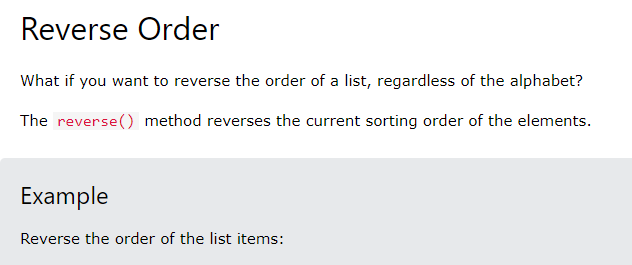 Reverse Order
What if you want to reverse the order of a list, regardless of the alphabet?
The reverse() method reverses the current sorting order of the elements.
Example
Reverse the order of the list items: